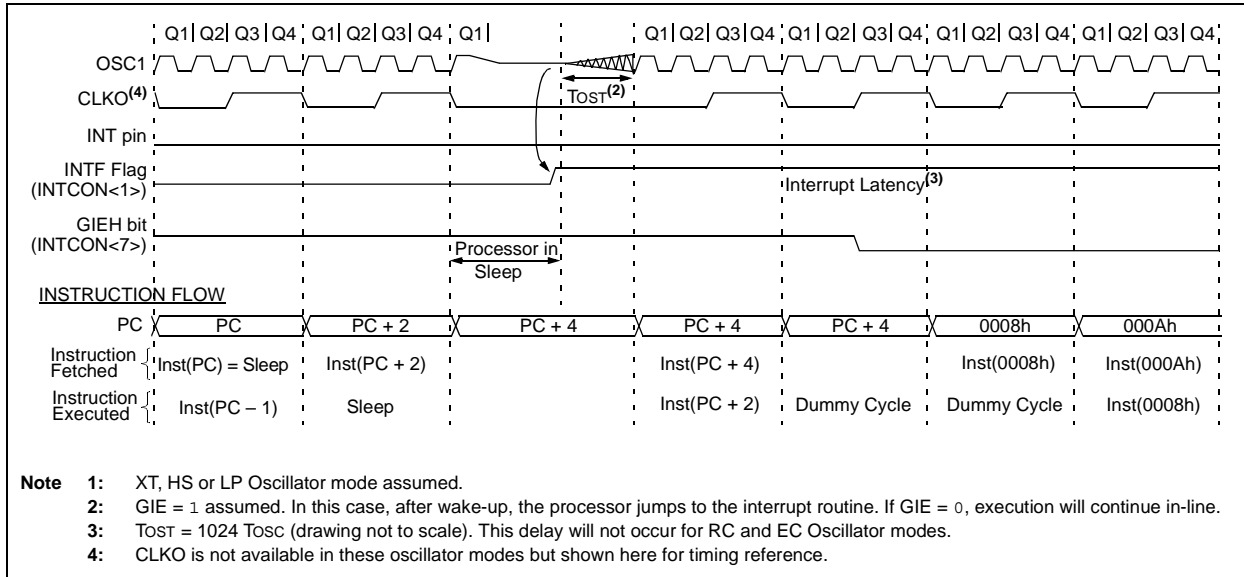 Q1 Q2 Q3 Q4 Q1 Q2 Q3 Q4 Q1 Q1 Q2 Q3 Q4 Q1 Q2 Q3 Q4 Q1 Q2 Q3 Q4 Q1 Q2 Q3 Q4
OSC1
TOST(2)
CLKO(4)
INT pin
INTF Flag
(INTCON<1>)
Interrupt Latency(3)
GIEH bit
(INTCON<7>)
Processor in
Sleep
INSTRUCTION FLOW
PC PC PC + 2 PC + 4 PC + 4 PC + 4 0008h 000Ah
Instruction
Fetched
Inst(PC) = Sleep Inst(PC + 2) Inst(PC + 4) Inst(0008h) Inst(000Ah)
Instruction
Executed
Inst(PC – 1) Sleep Inst(PC + 2) Dummy Cycle Dummy Cycle Inst(0008h)
Note 1: XT, HS or LP Oscillator mode assumed.
2: GIE = 1 assumed. In this case, after wake-up, the processor jumps to the interrupt routine. If GIE = 0, execution will continue in-line.
3: TOST = 1024 TOSC (drawing not to scale). This delay will not occur for RC and EC Oscillator modes.
4: CLKO is not available in these oscillator modes but shown here for timing reference.